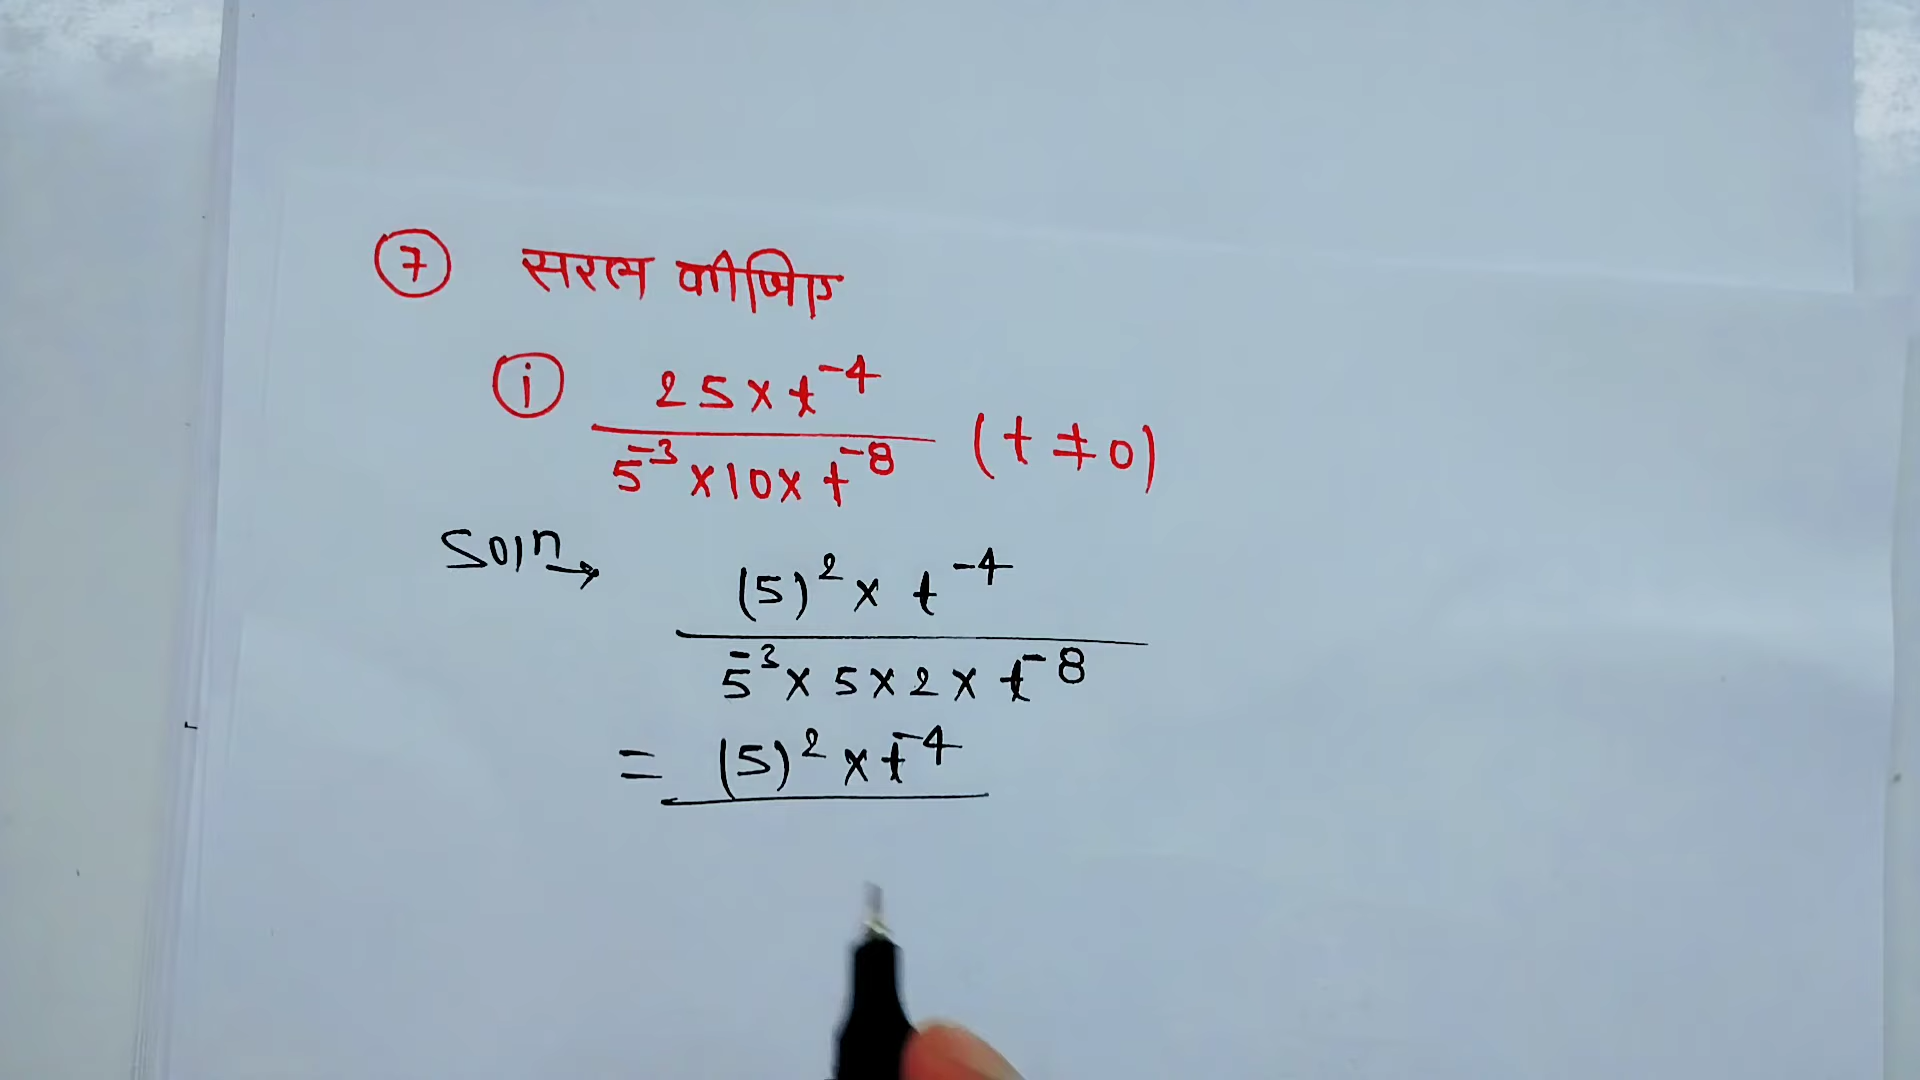 7 सरल कीजिए
i 25 x t⁻⁴
5⁻³ x 10 x t⁻⁸ (t ≠ 0)
Solⁿ→ (5)² x t⁻⁴
5⁻³ x 5 x 2 x t⁻⁸
= (5)² x t⁻⁴